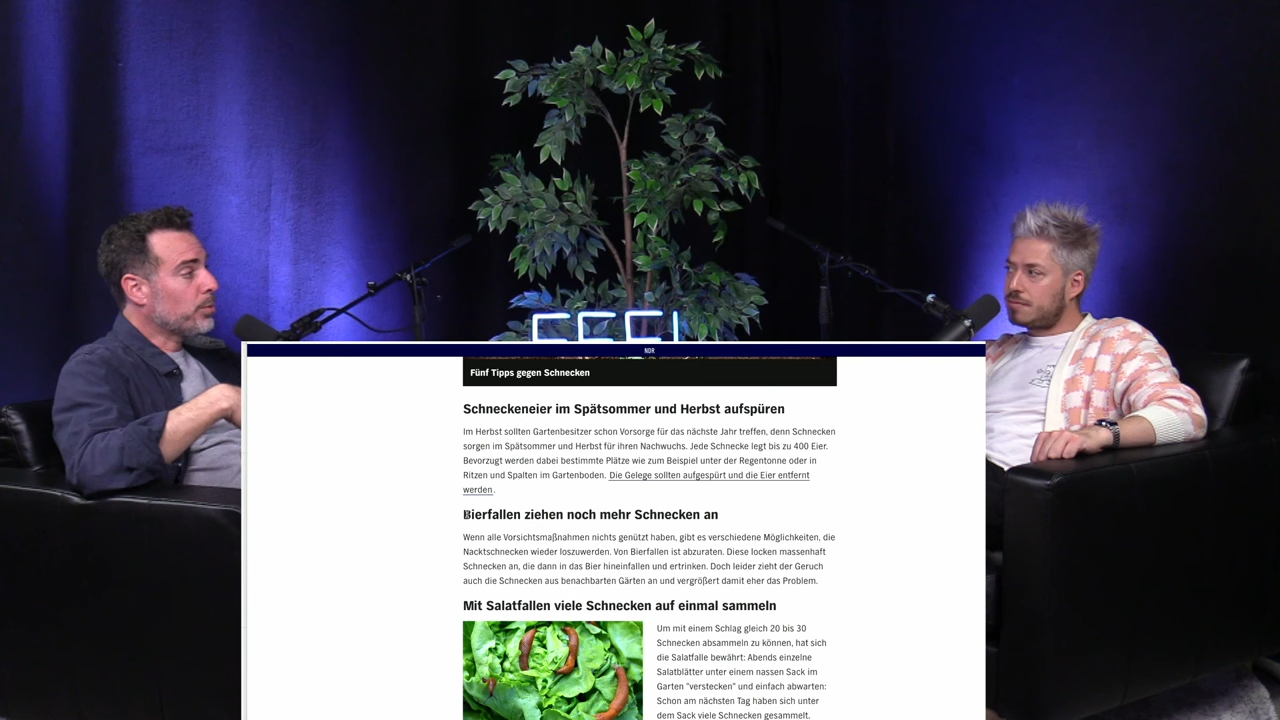 FEEL
NDR
Fünf Tipps gegen Schnecken
Schneckeneier im Spätsommer und Herbst aufspüren
Im Herbst sollten Gartenbesitzer schon Vorsorge für das nächste Jahr treffen, denn Schnecken
sorgen im Spätsommer und Herbst für ihren Nachwuchs. Jede Schnecke legt bis zu 400 Eier.
Bevorzugt werden dabei bestimmte Plätze wie zum Beispiel unter der Regentonne oder in
Ritzen und Spalten im Gartenboden. Die Gelege sollten aufgespürt und die Eier entfernt
werden.
Bierfallen ziehen noch mehr Schnecken an
Wenn alle Vorsichtsmaßnahmen nichts genützt haben, gibt es verschiedene Möglichkeiten, die
Nacktschnecken wieder loszuwerden. Von Bierfallen ist abzuraten. Diese locken massenhaft
Schnecken an, die dann in das Bier hineinfallen und ertrinken. Doch leider zieht der Geruch
auch die Schnecken aus benachbarten Gärten an und vergrößert damit eher das Problem.
Mit Salatfallen viele Schnecken auf einmal sammeln
Um mit einem Schlag gleich 20 bis 30
Schnecken absammeln zu können, hat sich
die Salatfalle bewährt: Abends einzelne
Salatblätter unter einem nassen Sack im
Garten "verstecken" und einfach abwarten:
Schon am nächsten Tag haben sich unter
dem Sack viele Schnecken gesammelt.